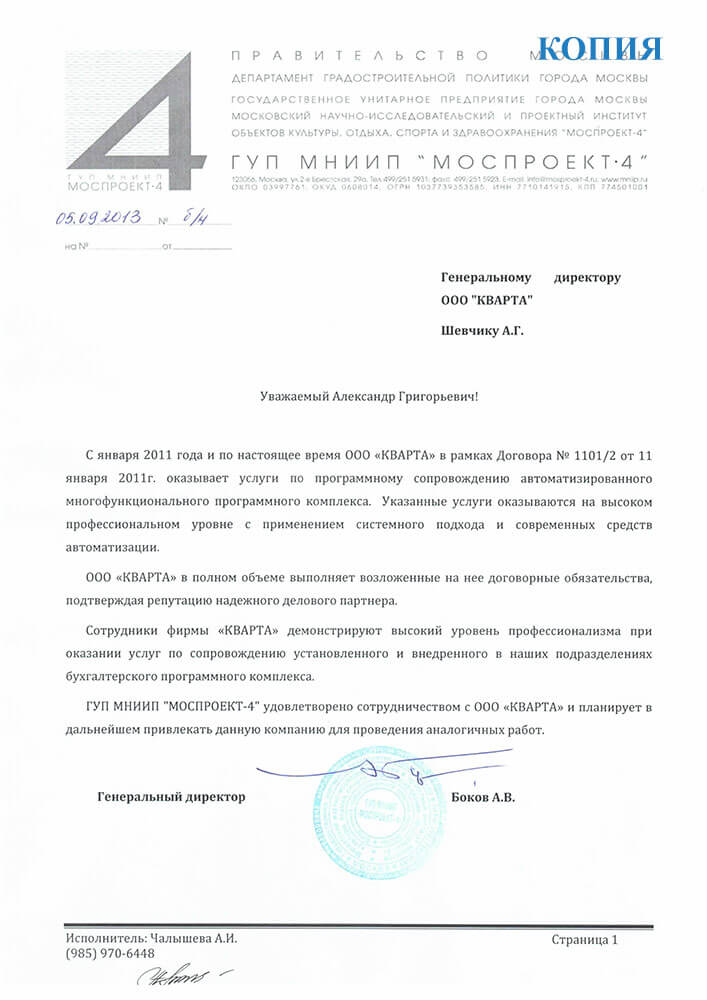 КОПИЯ
ПРАВИТЕЛЬСТВО МОСКВЫ
ДЕПАРТАМЕНТ ГРАДОСТРОИТЕЛЬНОЙ ПОЛИТИКИ ГОРОДА МОСКВЫ
ГОСУДАРСТВЕННОЕ УНИТАРНОЕ ПРЕДПРИЯТИЕ ГОРОДА МОСКВЫ
МОСКОВСКИЙ НАУЧНО-ИССЛЕДОВАТЕЛЬСКИЙ И ПРОЕКТНЫЙ ИНСТИТУТ
ОБЪЕКТОВ КУЛЬТУРЫ, ОТДЫХА, СПОРТА И ЗДРАВООХРАНЕНИЯ "МОСПРОЕКТ-4"
ГУП МНИИП "МОСПРОЕКТ-4"
123056, Москва, ул.2-я Брестская, 29а, Тел.499/251 5931, факс: 499/251 5923, E-mail: info@mosproekt-4.ru, www.mniip.ru
ОКПО 03997761, ОКУД 0608014, ОГРН 1037739353585, ИНН 7710141915, КПП 774501001
4
ГУП МНИИП
МОСПРОЕКТ-4
05.09.2013 № б/н
на № от
Генеральному директору
ООО "КВАРТА"
Шевчику А.Г.
Уважаемый Александр Григорьевич!
С января 2011 года и по настоящее время ООО «КВАРТА» в рамках Договора № 1101/2 от 11
января 2011г. оказывает услуги по программному сопровождению автоматизированного
многофункционального программного комплекса. Указанные услуги оказываются на высоком
профессиональном уровне с применением системного подхода и современных средств
автоматизации.
ООО «КВАРТА» в полном объеме выполняет возложенные на нее договорные обязательства,
подтверждая репутацию надежного делового партнера.
Сотрудники фирмы «КВАРТА» демонстрируют высокий уровень профессионализма при
оказании услуг по сопровождению установленного и внедренного в наших подразделениях
бухгалтерского программного комплекса.
ГУП МНИИП "МОСПРОЕКТ-4" удовлетворено сотрудничеством с ООО «КВАРТА» и планирует в
дальнейшем привлекать данную компанию для проведения аналогичных работ.
Генеральный директор Боков А.В.
Исполнитель: Чалышева А.И. Страница 1
(985) 970-6448